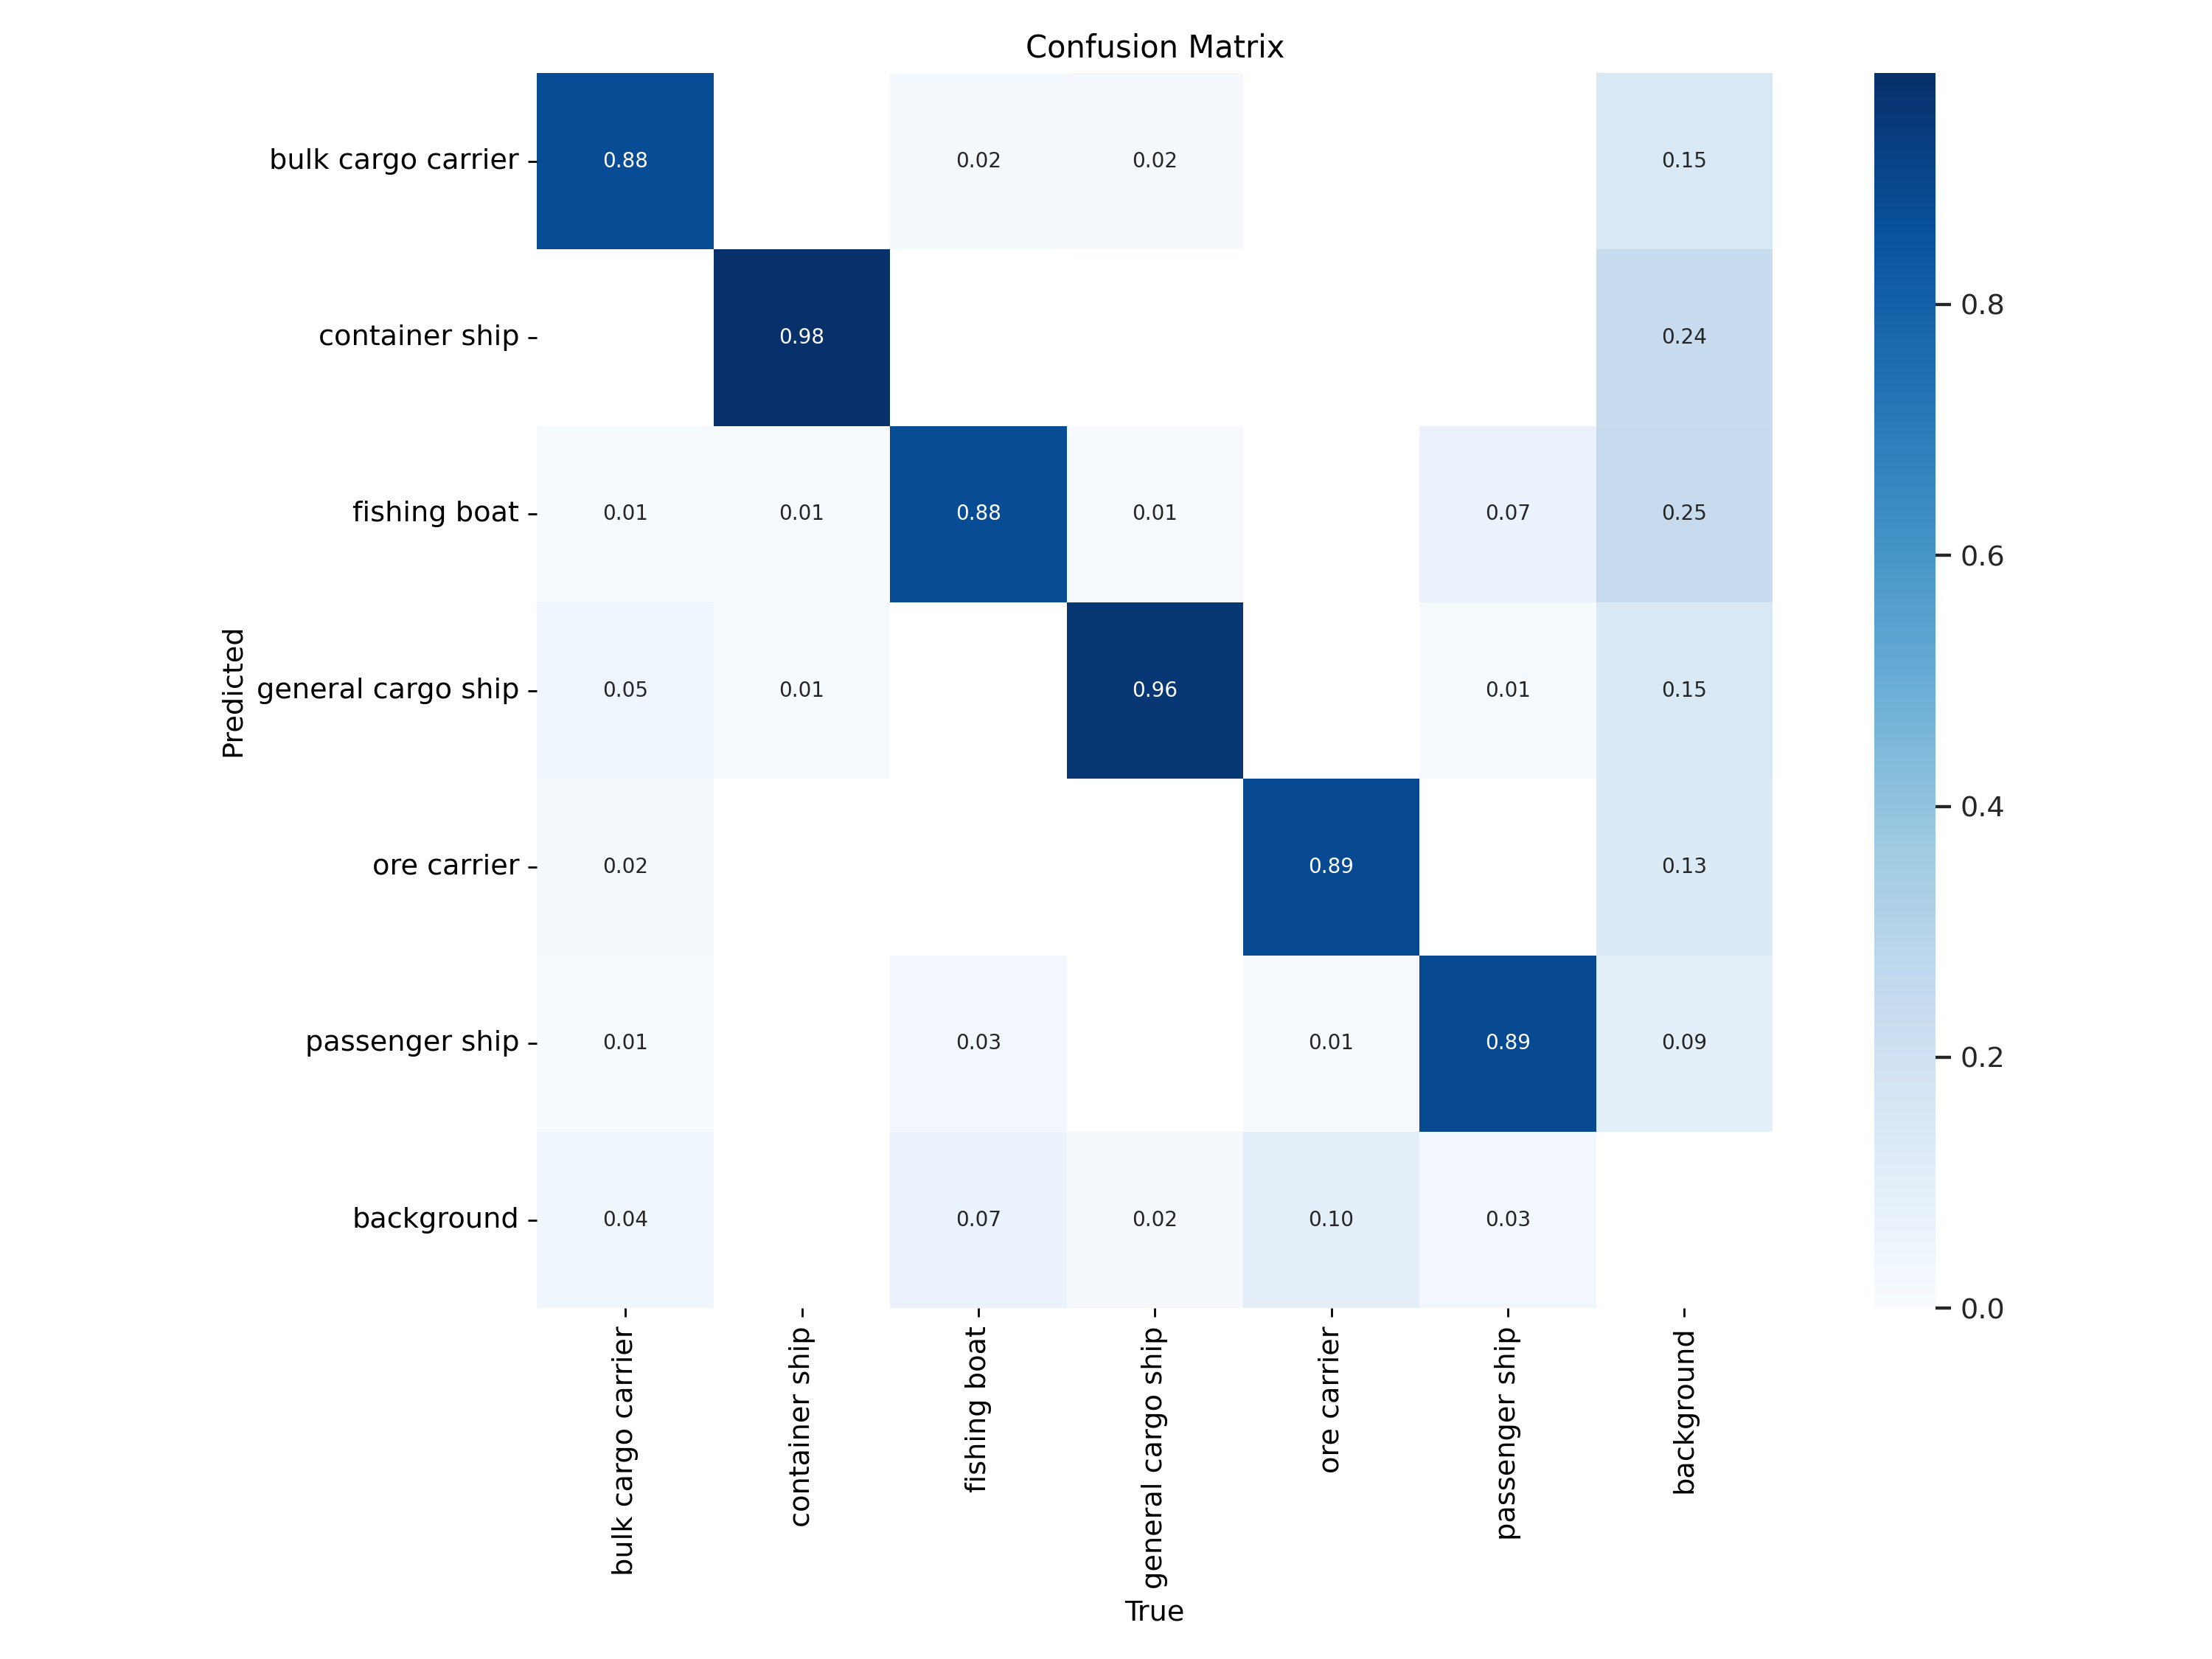 Confusion Matrix
bulk cargo carrier 0.88 0.02 0.02 0.15
container ship 0.98 0.24
0.8
fishing boat 0.01 0.01 0.88 0.01 0.07 0.25
0.6
Predicted
general cargo ship 0.05 0.01 0.96 0.01 0.15
0.4
ore carrier 0.02 0.89 0.13
passenger ship 0.01 0.03 0.01 0.89 0.09
0.2
background 0.04 0.07 0.02 0.10 0.03
0.0
bulk cargo carrier
container ship
fishing boat
general cargo ship
ore carrier
passenger ship
background
True